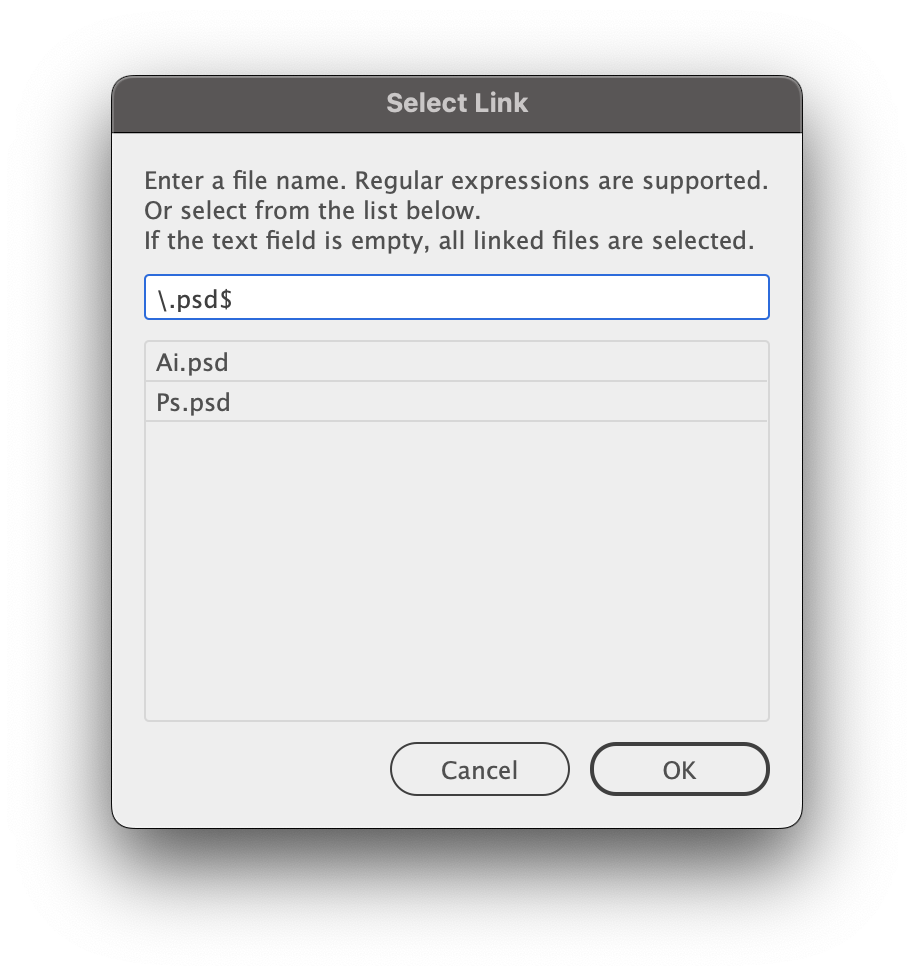 Select Link
Enter a file name. Regular expressions are supported.
Or select from the list below.
If the text field is empty, all linked files are selected.
\.psd$
Ai.psd
Ps.psd
Cancel
OK